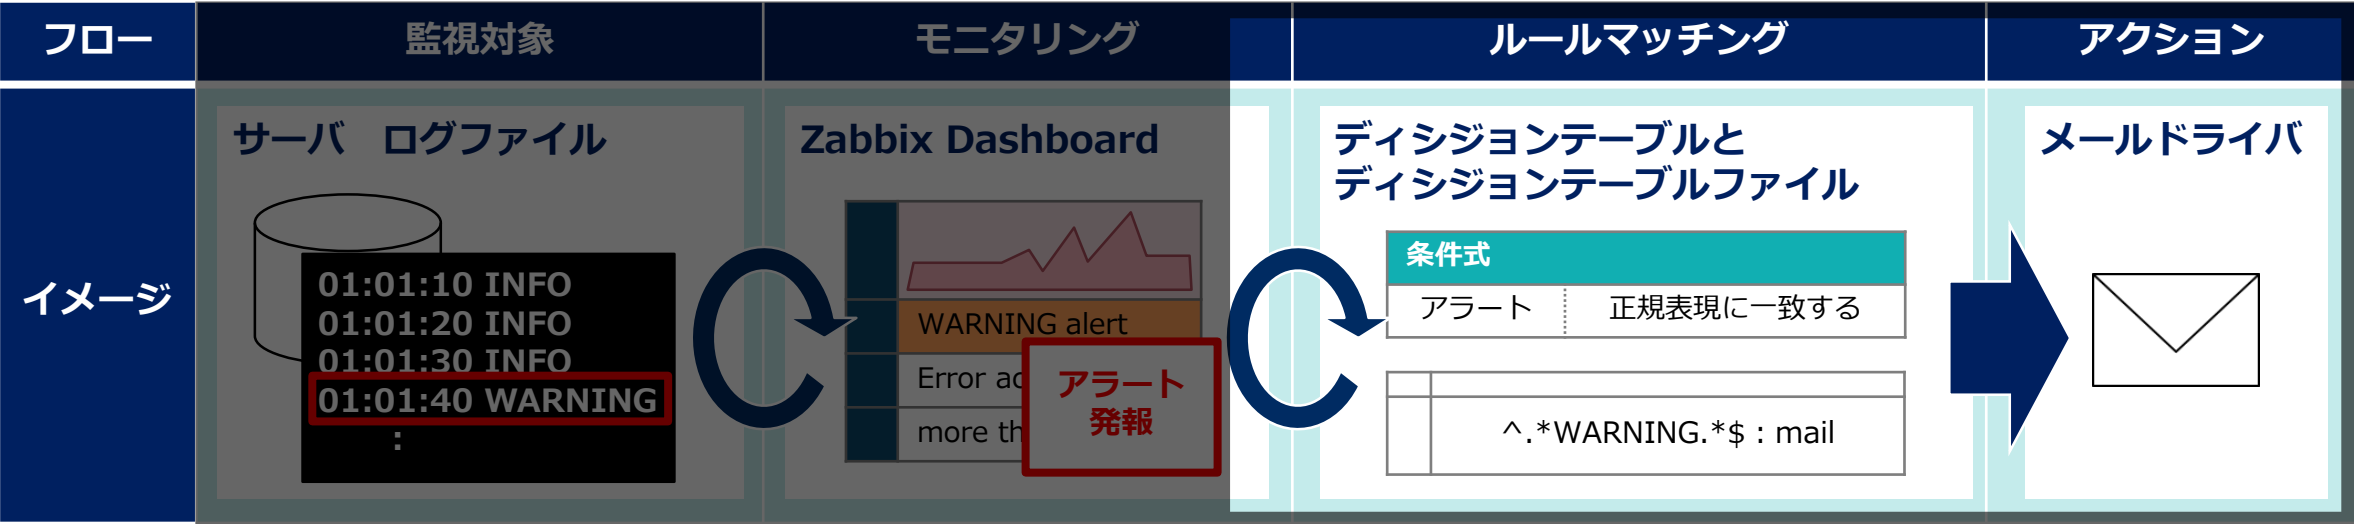 フロー
監視対象
モニタリング
ルールマッチング
アクション
イメージ
サーバ　ログファイル
01:01:10 INFO
01:01:20 INFO
01:01:30 INFO
01:01:40 WARNING
:
Zabbix Dashboard
WARNING alert
Error ac
more th
アラート
発報
ディシジョンテーブルと
ディシジョンテーブルファイル
条件式
アラート
正規表現に一致する
^.*WARNING.*$ : mail
メールドライバ